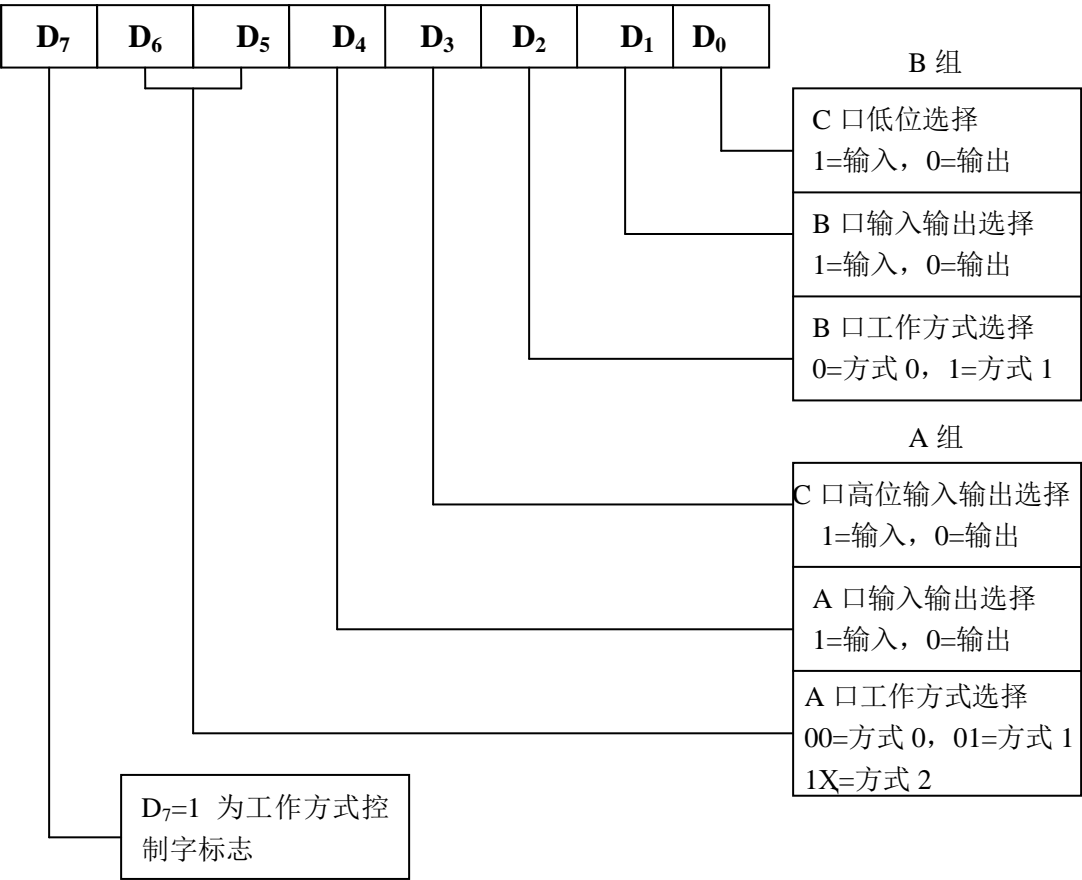 D₇ D₆ D₅ D₄ D₃ D₂ D₁ D₀
B 组
C 口低位选择
1=输入，0=输出
B 口输入输出选择
1=输入，0=输出
B 口工作方式选择
0=方式 0，1=方式 1
A 组
C 口高位输入输出选择
1=输入，0=输出
A 口输入输出选择
1=输入，0=输出
A 口工作方式选择
00=方式 0，01=方式 1
1X=方式 2
D₇=1 为工作方式控
制字标志